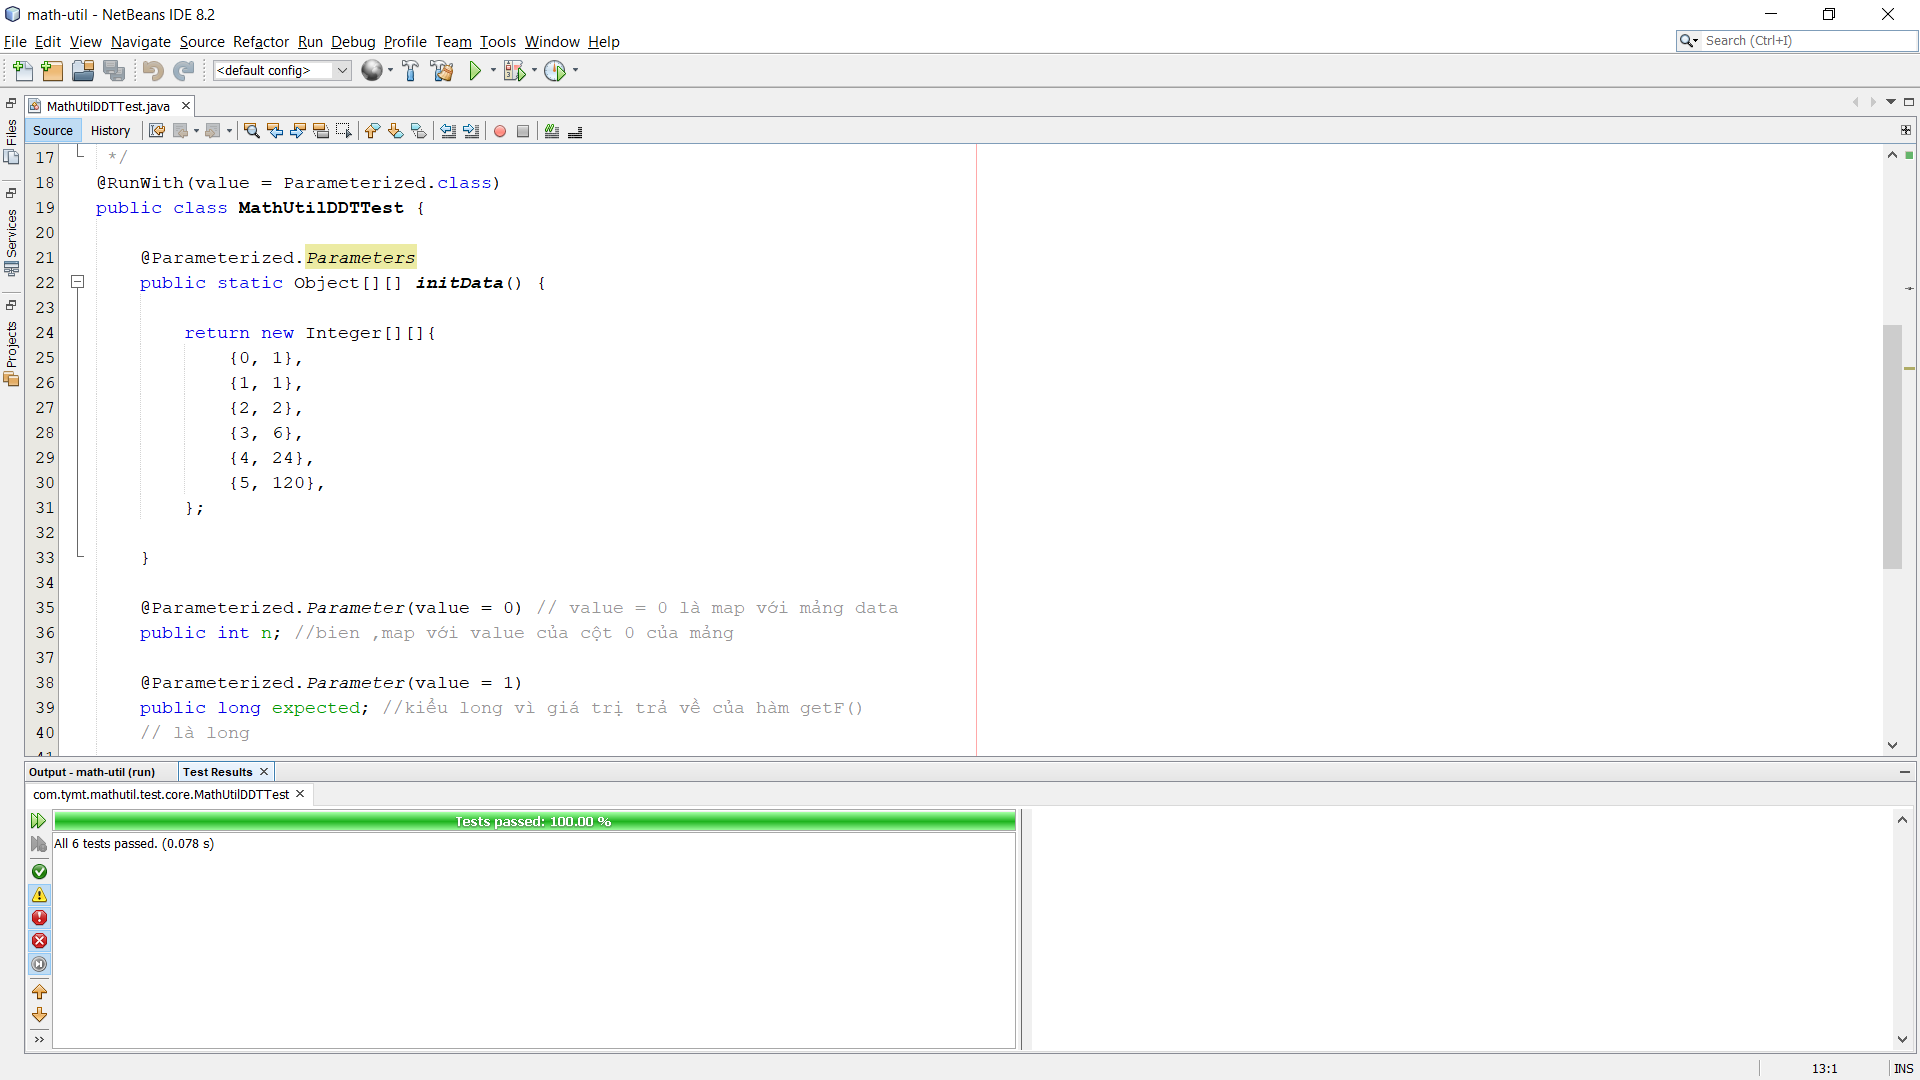 math-util - NetBeans IDE 8.2
File Edit View Navigate Source Refactor Run Debug Profile Team Tools Window Help
Search (Ctrl+I)
<default config>
MathUtilDDTTest.java
Source History
Files
Services
Projects
17 */
18 @RunWith(value = Parameterized.class)
19 public class MathUtilDDTTest {
20
21 @Parameterized.Parameters
22 public static Object[][] initData() {
23
24 return new Integer[][]{
25 {0, 1},
26 {1, 1},
27 {2, 2},
28 {3, 6},
29 {4, 24},
30 {5, 120},
31 };
32
33 }
34
35 @Parameterized.Parameter(value = 0) // value = 0 là map với mảng data
36 public int n; //bien ,map với value của cột 0 của mảng
37
38 @Parameterized.Parameter(value = 1)
39 public long expected; //kiểu long vì giá trị trả về của hàm getF()
40 // là long
41
Output - math-util (run) Test Results
com.tymt.mathutil.test.core.MathUtilDDTTest
Tests passed: 100.00 %
All 6 tests passed. (0.078 s)
13:1 INS